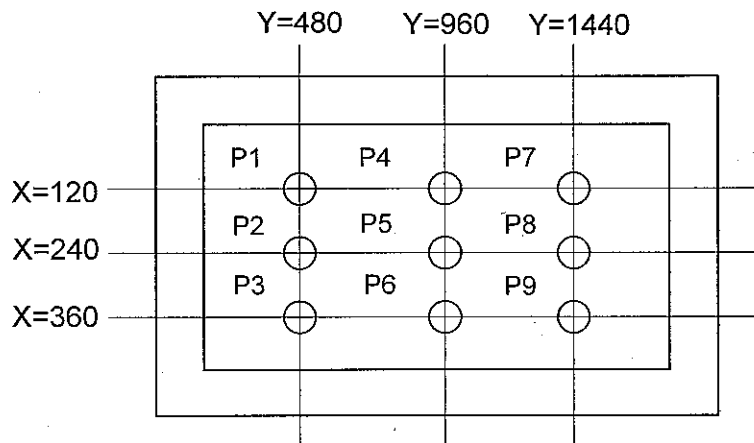 Y=480 Y=960 Y=1440
P1 P4 P7
X=120
P2 P5 P8
X=240
P3 P6 P9
X=360